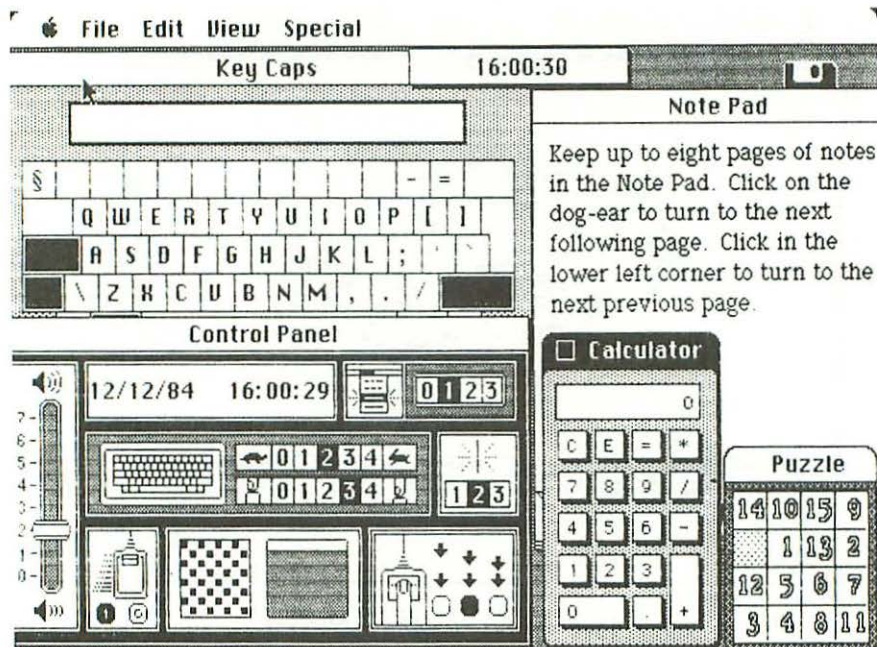 File Edit View Special
Key Caps
16:00:30
§ - =
Q W E R T Y U I O P [ ]
A S D F G H J K L ; ' `
\ Z X C V B N M , . /
Note Pad
Keep up to eight pages of notes
in the Note Pad. Click on the
dog-ear to turn to the next
following page. Click in the
lower left corner to turn to the
next previous page.
Control Panel
12/12/84 16:00:29
0 1 2 3
7-
6-
5-
4-
3-
2-
1-
0-
0 1 2 3 4
0 1 2 3 4
1 2 3
1 0
Calculator
0
C E = *
7 8 9 /
4 5 6 -
1 2 3
0 . +
Puzzle
14 10 15 9
1 13 2
12 5 6 7
3 4 8 11